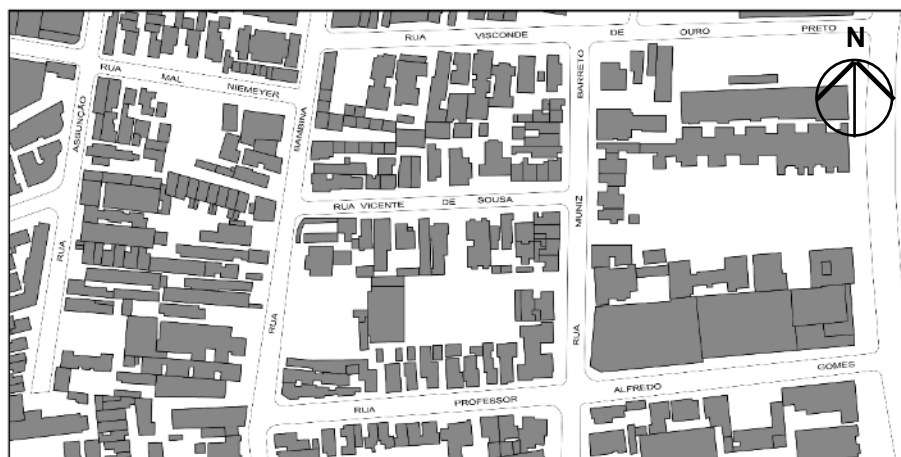 RUA VISCONDE DE OURO PRETO
N
RUA MAL NIEMEYER
RUA ASSUNÇÃO
RUA BAMBINA
RUA MUNIZ BARRETO
RUA VICENTE DE SOUSA
RUA PROFESSOR ALFREDO GOMES